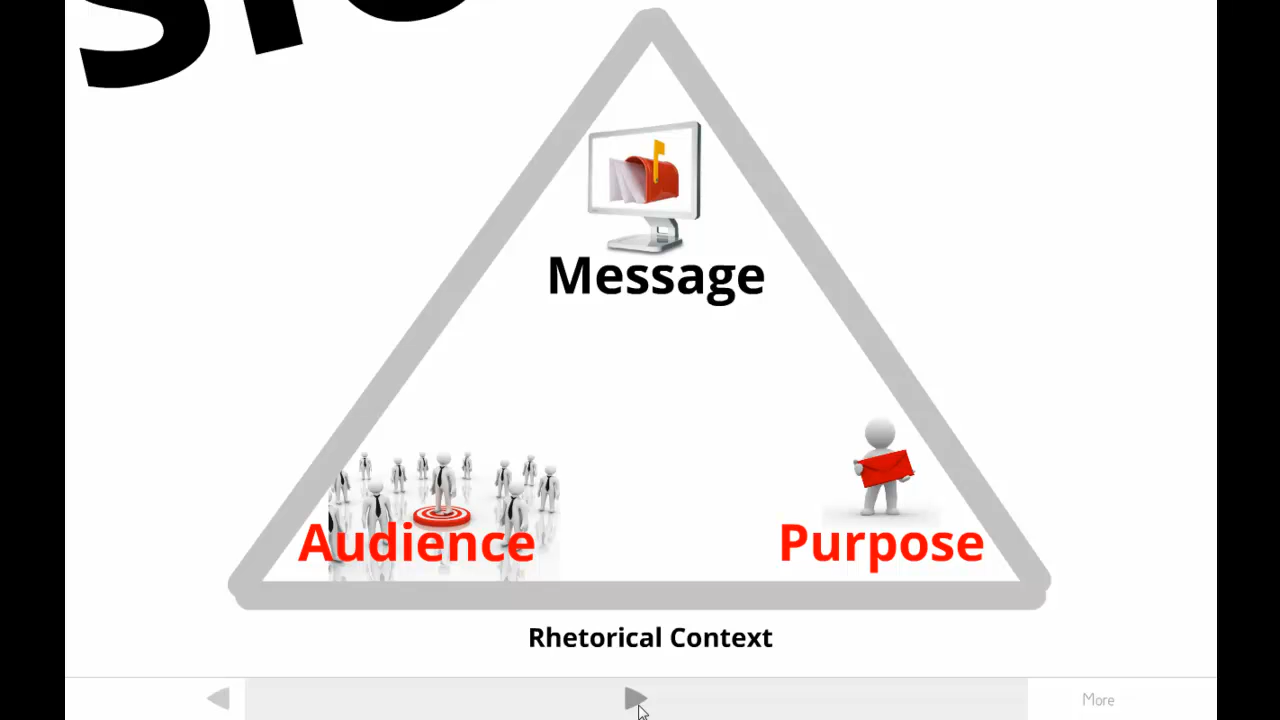 Message
Audience
Purpose
Rhetorical Context
More